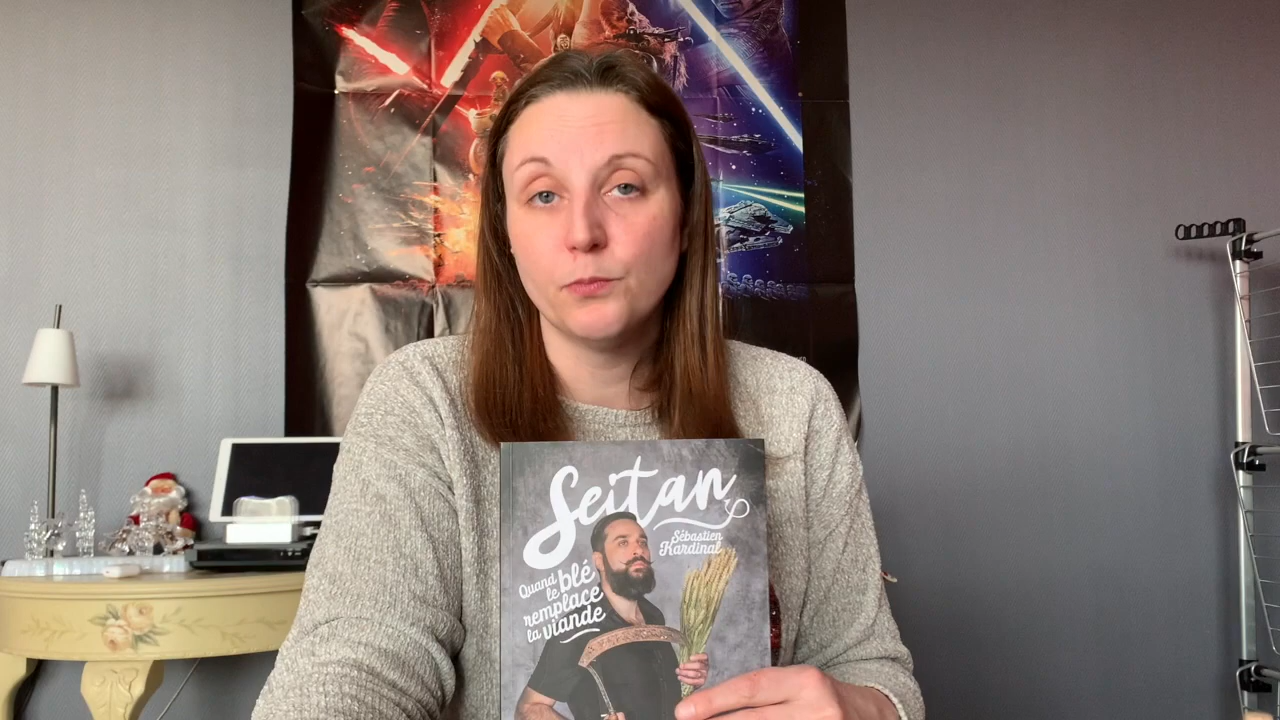 Seitan
Sébastien
Kardinal
Quand
le blé
remplace
la viande